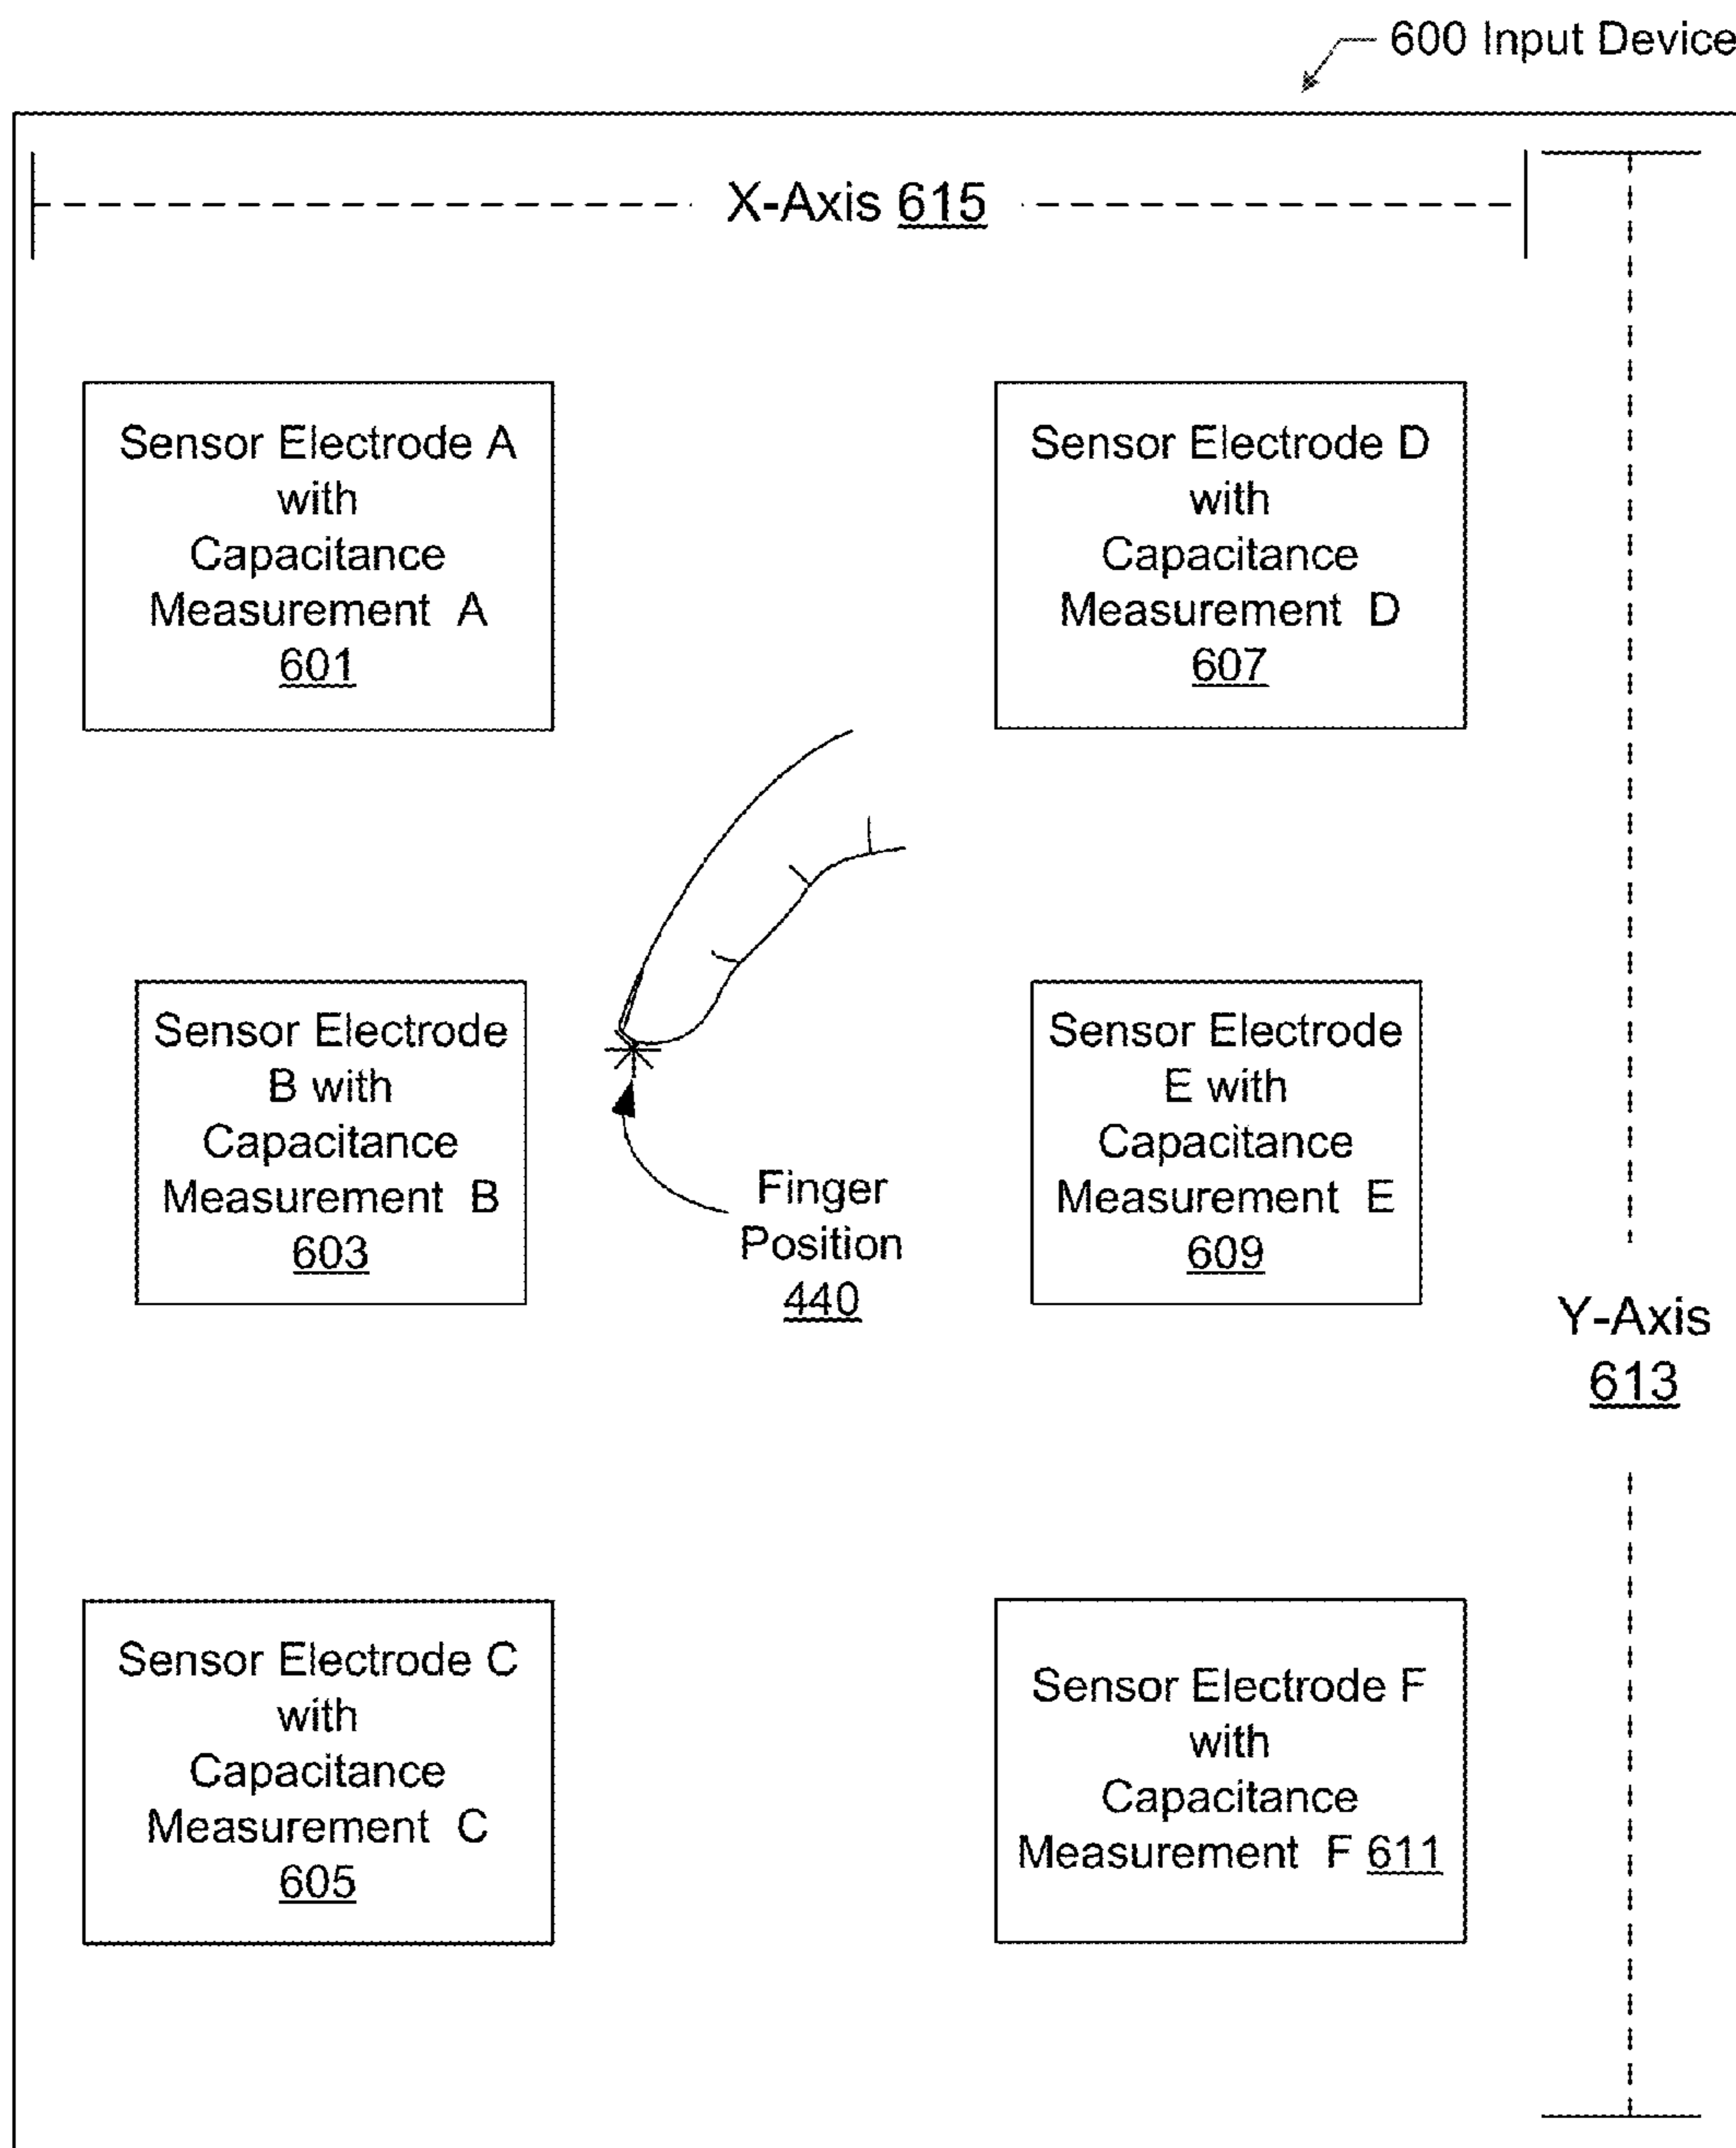 600 Input Device
X-Axis 615
Sensor Electrode A
with
Capacitance
Measurement A
601
Sensor Electrode D
with
Capacitance
Measurement D
607
Sensor Electrode
B with
Capacitance
Measurement B
603
Finger
Position
440
Sensor Electrode
E with
Capacitance
Measurement E
609
Y-Axis
613
Sensor Electrode C
with
Capacitance
Measurement C
605
Sensor Electrode F
with
Capacitance
Measurement F 611